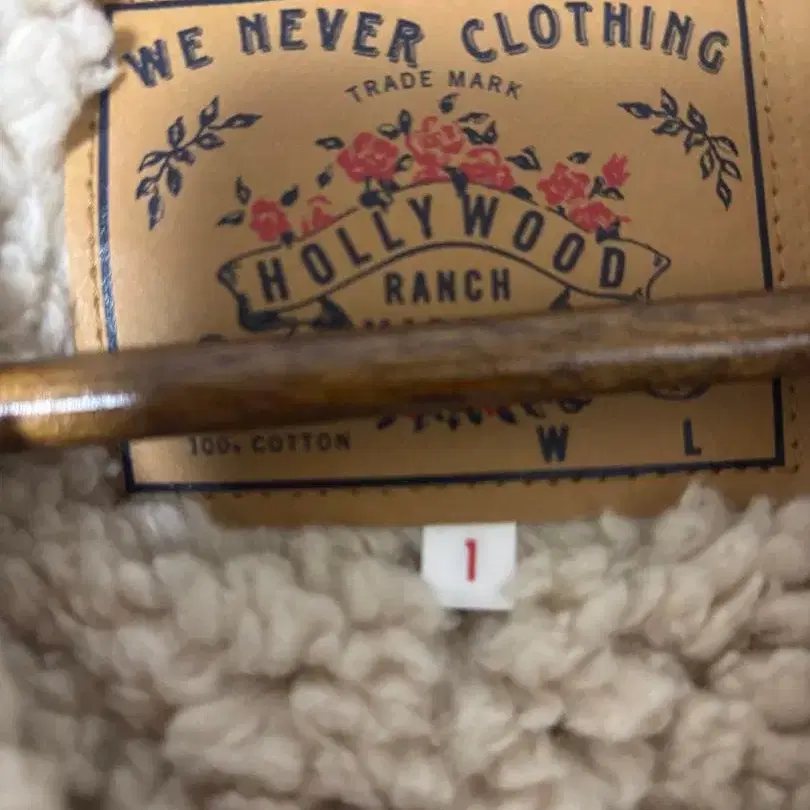 WE NEVER CLOTHING
TRADE MARK
HOLLYWOOD
RANCH
100% COTTON
W L
1